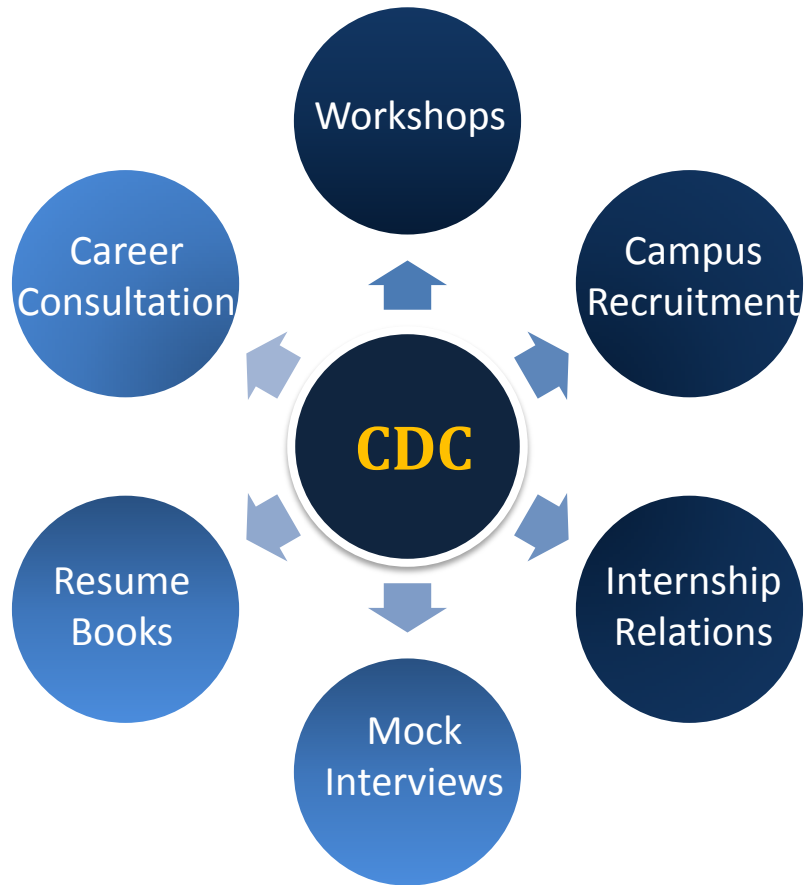 Workshops
Career
Consultation
Campus
Recruitment
CDC
Resume
Books
Internship
Relations
Mock
Interviews